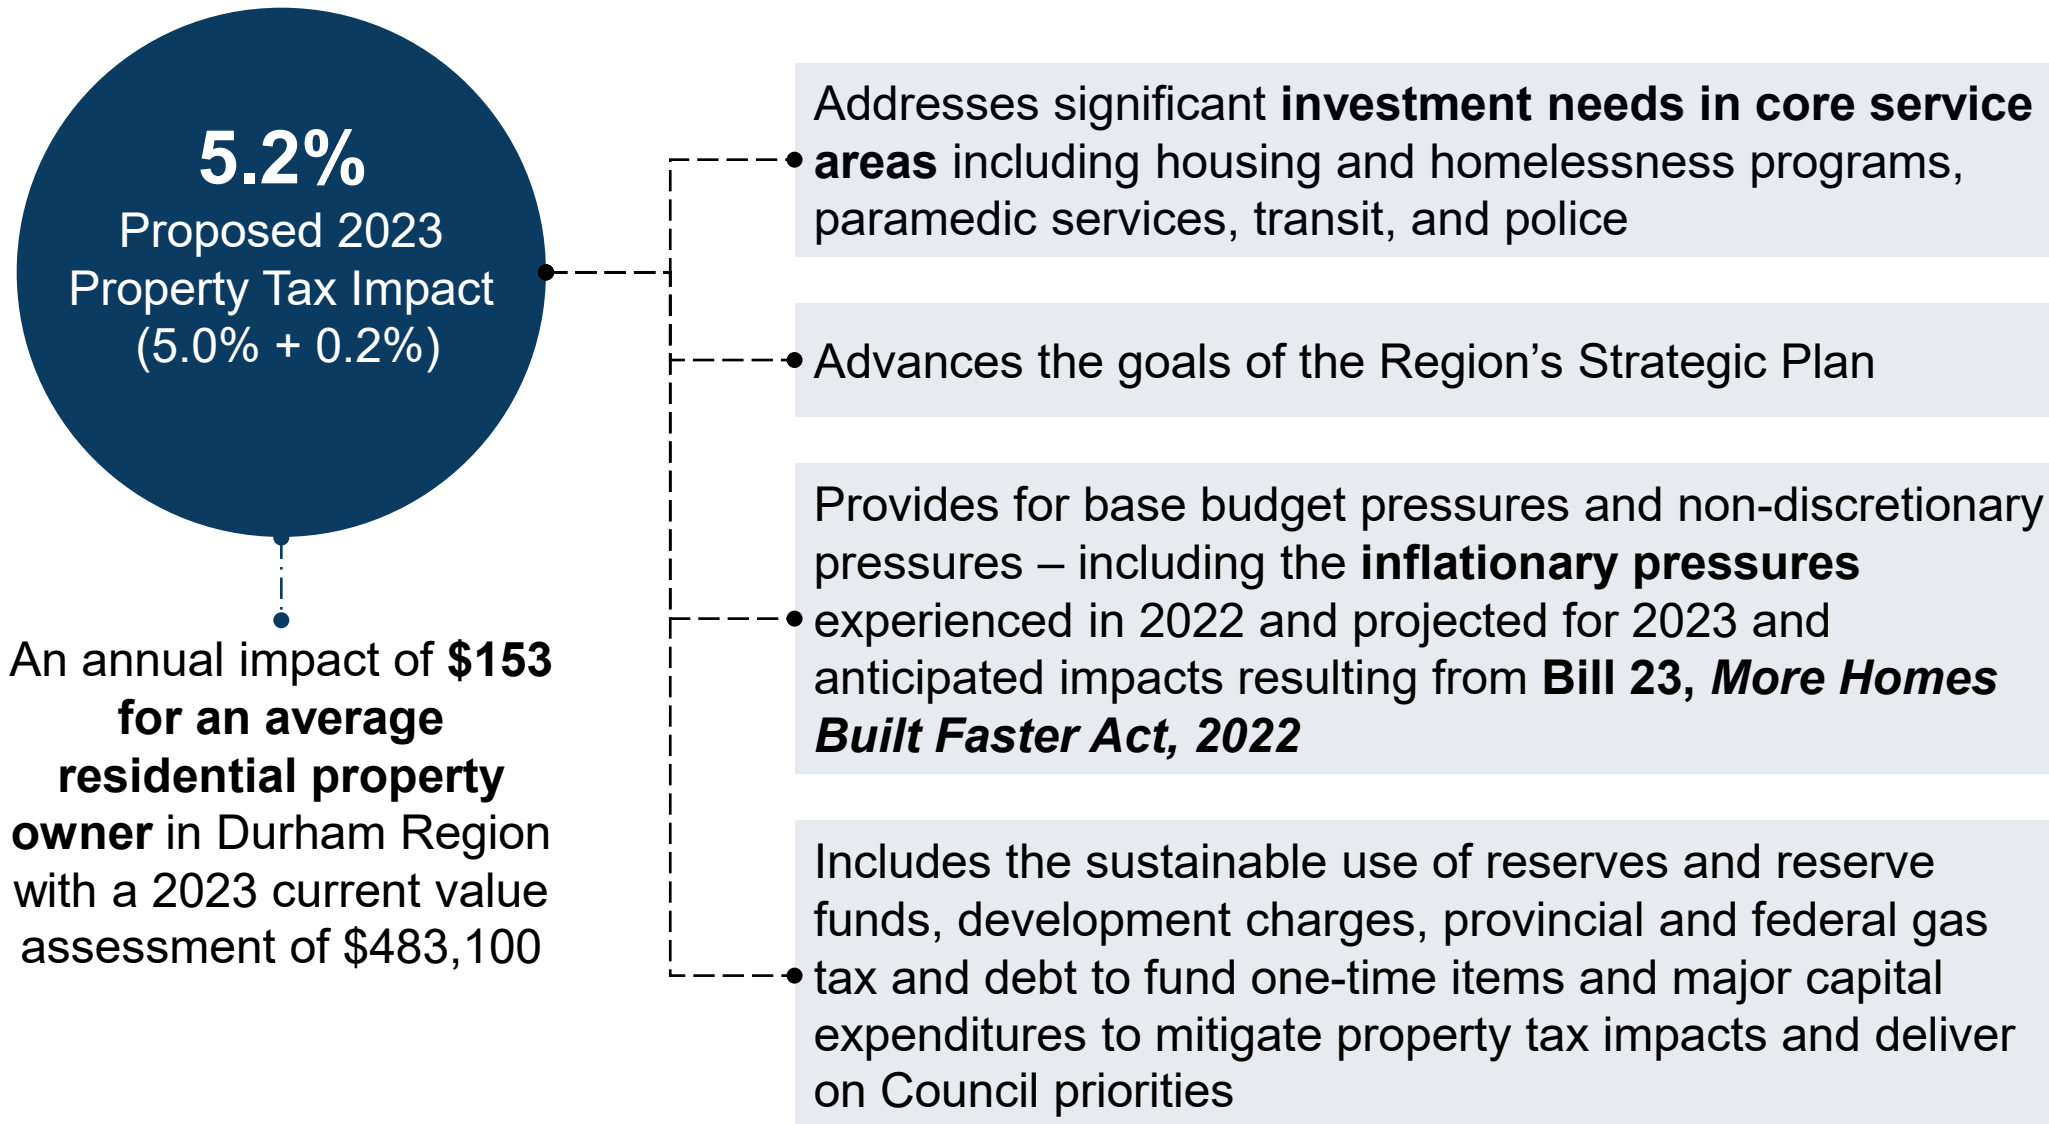 5.2%
Proposed 2023
Property Tax Impact
(5.0% + 0.2%)
An annual impact of $153
for an average
residential property
owner in Durham Region
with a 2023 current value
assessment of $483,100
Addresses significant investment needs in core service
areas including housing and homelessness programs,
paramedic services, transit, and police
Advances the goals of the Region’s Strategic Plan
Provides for base budget pressures and non-discretionary
pressures – including the inflationary pressures
experienced in 2022 and projected for 2023 and
anticipated impacts resulting from Bill 23, More Homes
Built Faster Act, 2022
Includes the sustainable use of reserves and reserve
funds, development charges, provincial and federal gas
tax and debt to fund one-time items and major capital
expenditures to mitigate property tax impacts and deliver
on Council priorities